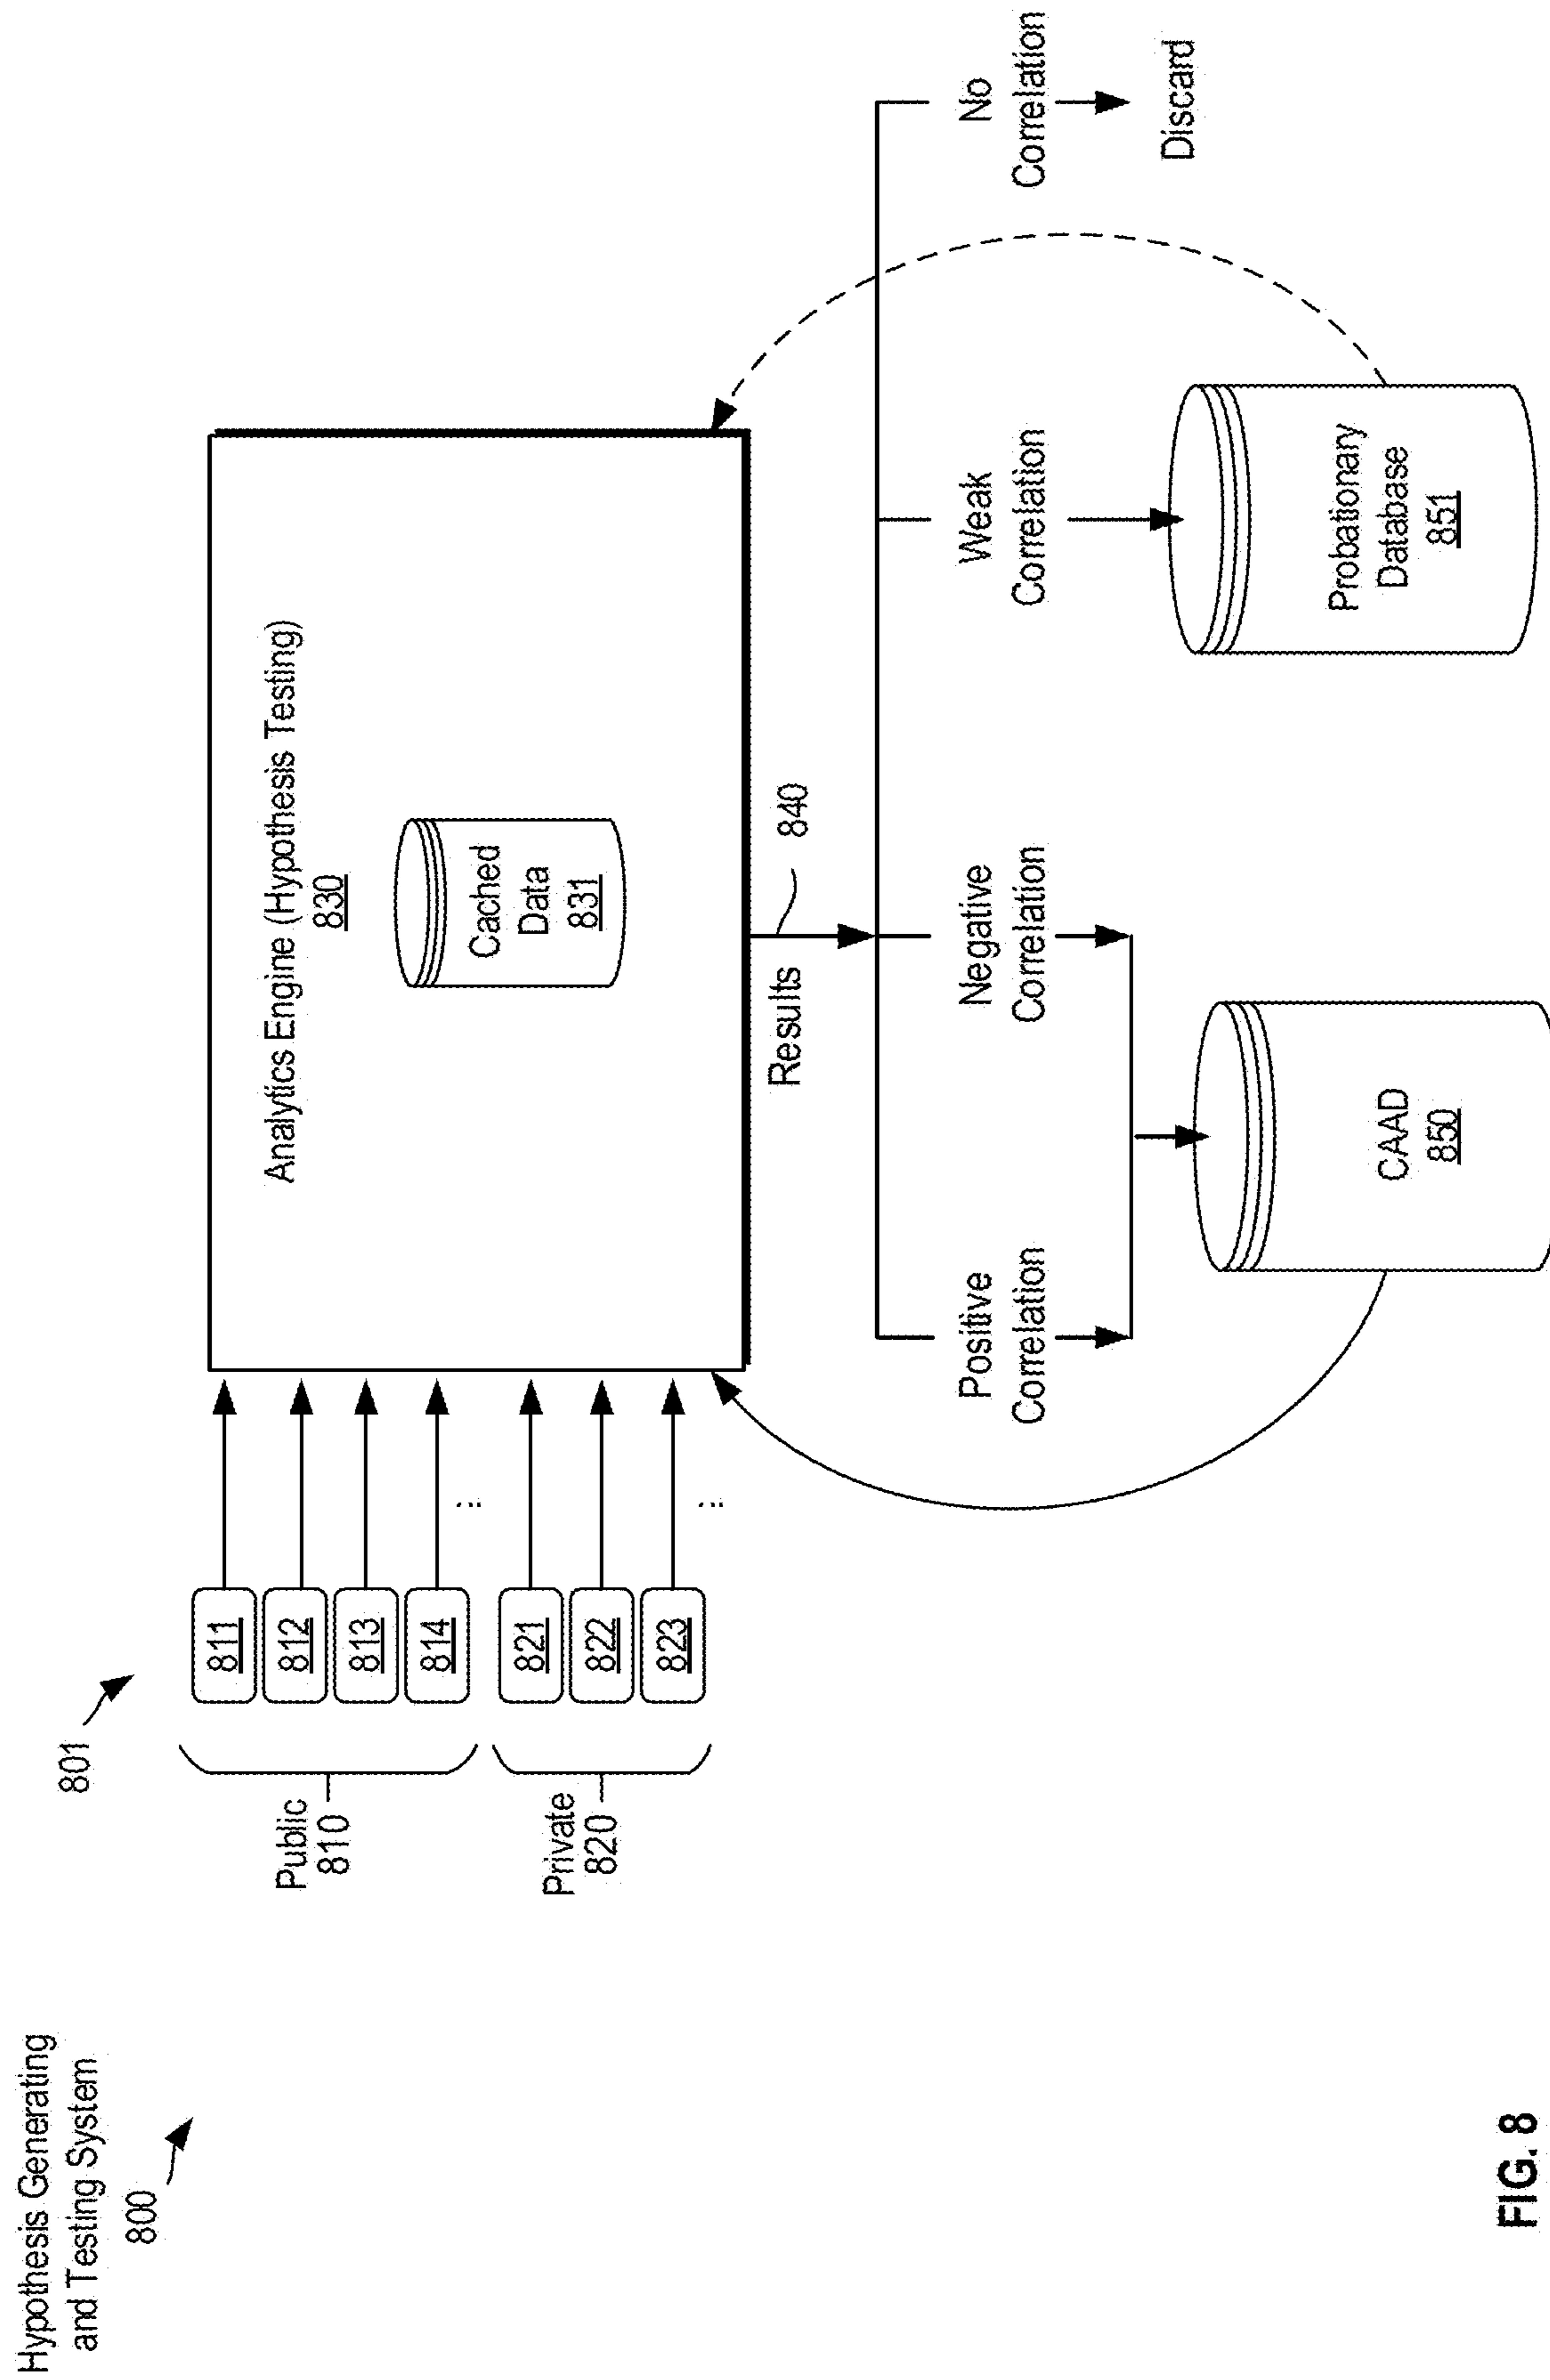 Hypothesis Generating
and Testing System
800
801
Public
810
811
812
813
814
...
Private
820
821
822
823
...
Analytics Engine (Hypothesis Testing)
830
Cached
Data
831
Results
840
Positive
Correlation
Negative
Correlation
Weak
Correlation
No
Correlation
Discard
CAAD
850
Probationary
Database
851
FIG. 8